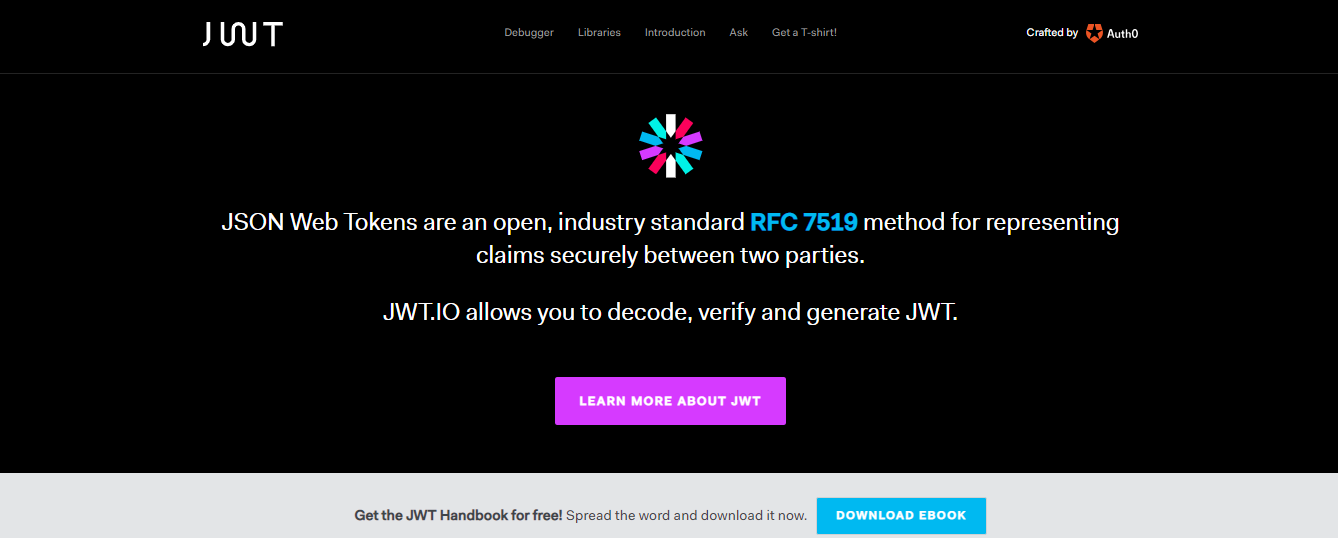 JWT
Debugger Libraries Introduction Ask Get a T-shirt!
Crafted by Auth0
JSON Web Tokens are an open, industry standard RFC 7519 method for representing
claims securely between two parties.
JWT.IO allows you to decode, verify and generate JWT.
LEARN MORE ABOUT JWT
Get the JWT Handbook for free! Spread the word and download it now.
DOWNLOAD EBOOK